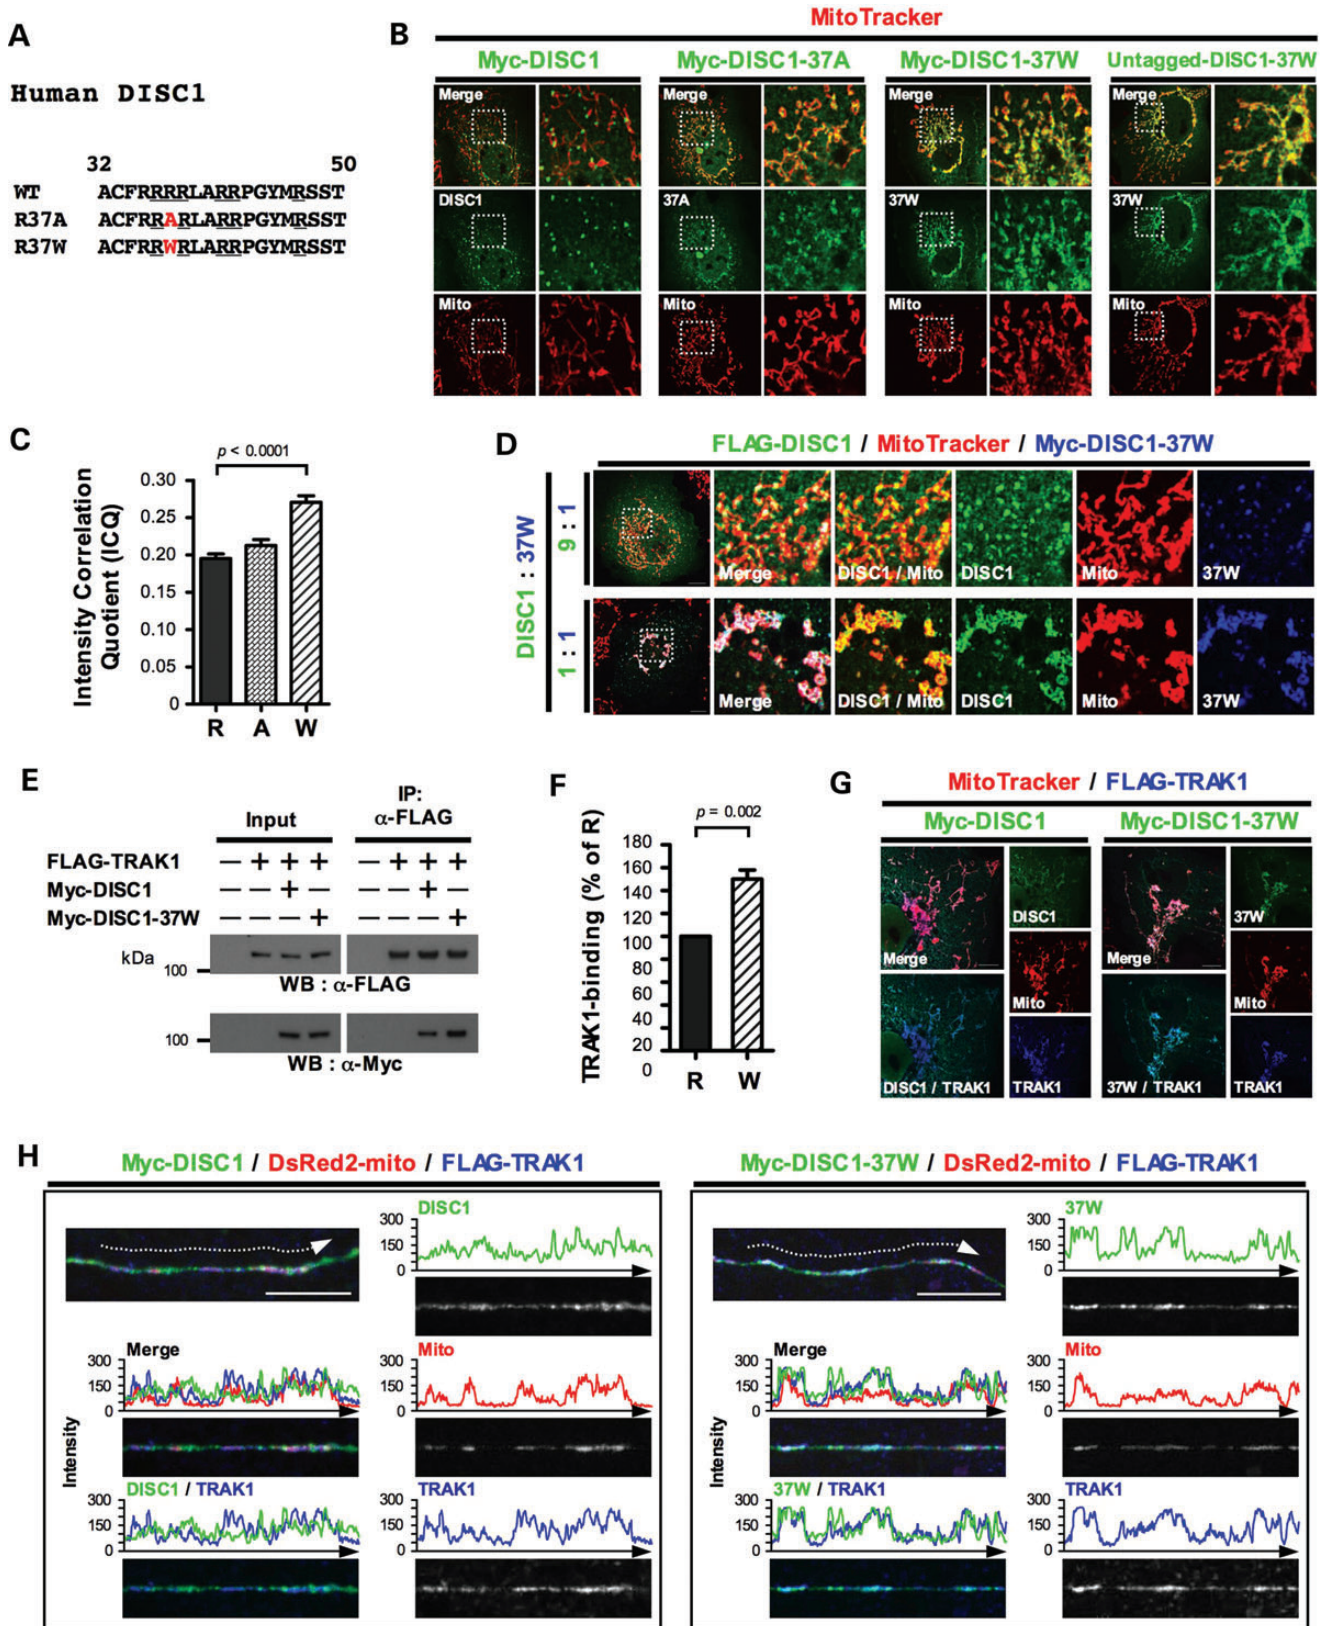 A
Human DISC1
32 50
WT ACFRRRRLARRPGYMRSST
R37A ACFRRARLARRPGYMRSST
R37W ACFRRWRLARRPGYMRSST
B
MitoTracker
Myc-DISC1 Myc-DISC1-37A Myc-DISC1-37W Untagged-DISC1-37W
Merge Merge Merge Merge
DISC1 37A 37W 37W
Mito Mito Mito Mito
C
p < 0.0001
Intensity Correlation
Quotient (ICQ)
0.30
0.25
0.20
0.15
0.10
0.05
0
R A W
D
FLAG-DISC1 / MitoTracker / Myc-DISC1-37W
DISC1 : 37W
9 : 1
Merge DISC1 / Mito DISC1 Mito 37W
1 : 1
Merge DISC1 / Mito DISC1 Mito 37W
E
Input IP: α-FLAG
FLAG-TRAK1 — + + + — + + +
Myc-DISC1 — — + — — — + —
Myc-DISC1-37W — — — + — — — +
kDa
100
WB : α-FLAG
100
WB : α-Myc
F
p = 0.002
TRAK1-binding (% of R)
180
160
140
120
100
80
60
40
20
0
R W
G
MitoTracker / FLAG-TRAK1
Myc-DISC1 Myc-DISC1-37W
Merge DISC1 Merge 37W
Mito Mito
DISC1 / TRAK1 TRAK1 37W / TRAK1 TRAK1
H
Myc-DISC1 / DsRed2-mito / FLAG-TRAK1
DISC1
300
150
0
Merge
300
150
0
Mito
300
150
0
Intensity
DISC1 / TRAK1
300
150
0
TRAK1
300
150
0
Myc-DISC1-37W / DsRed2-mito / FLAG-TRAK1
37W
300
150
0
Merge
300
150
0
Mito
300
150
0
Intensity
37W / TRAK1
300
150
0
TRAK1
300
150
0